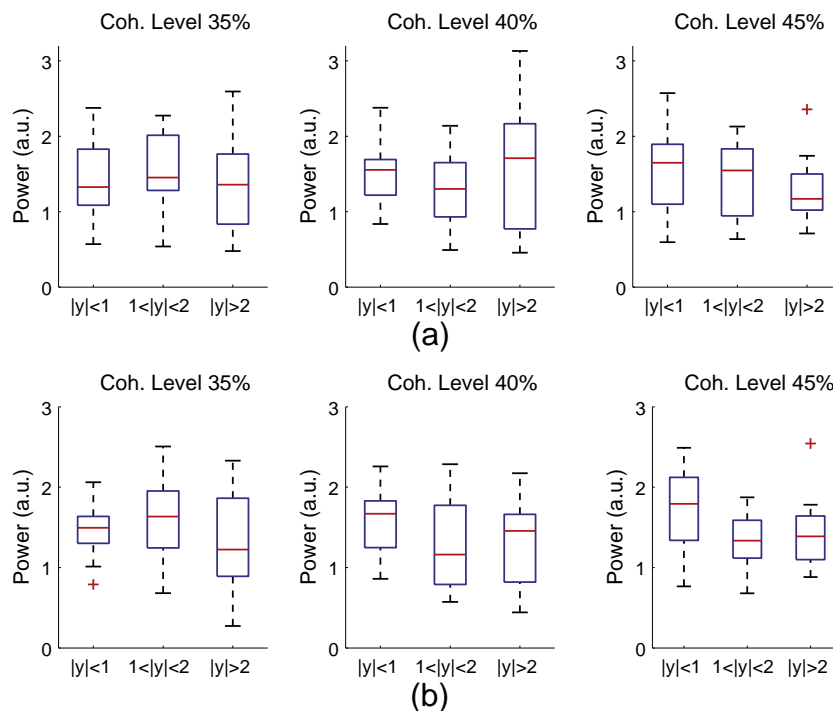 Coh. Level 35%
Coh. Level 40%
Coh. Level 45%
Power (a.u.)
3
2
1
0
|y|<1
1<|y|<2
|y|>2
Power (a.u.)
3
2
1
0
|y|<1
1<|y|<2
|y|>2
Power (a.u.)
3
2
1
0
|y|<1
1<|y|<2
|y|>2
(a)
Coh. Level 35%
Coh. Level 40%
Coh. Level 45%
Power (a.u.)
3
2
1
0
|y|<1
1<|y|<2
|y|>2
Power (a.u.)
3
2
1
0
|y|<1
1<|y|<2
|y|>2
Power (a.u.)
3
2
1
0
|y|<1
1<|y|<2
|y|>2
(b)